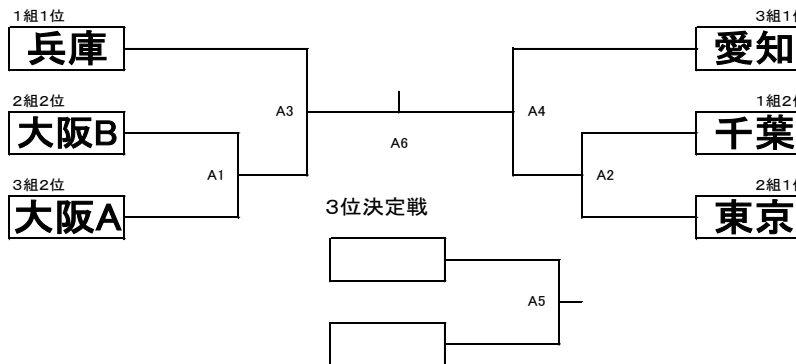 1組1位
兵庫
2組2位
大阪B
3組2位
大阪A
A1
A3
A6
A4
A2
3組1位
愛知
1組2位
千葉
2組1位
東京
3位決定戦
A5